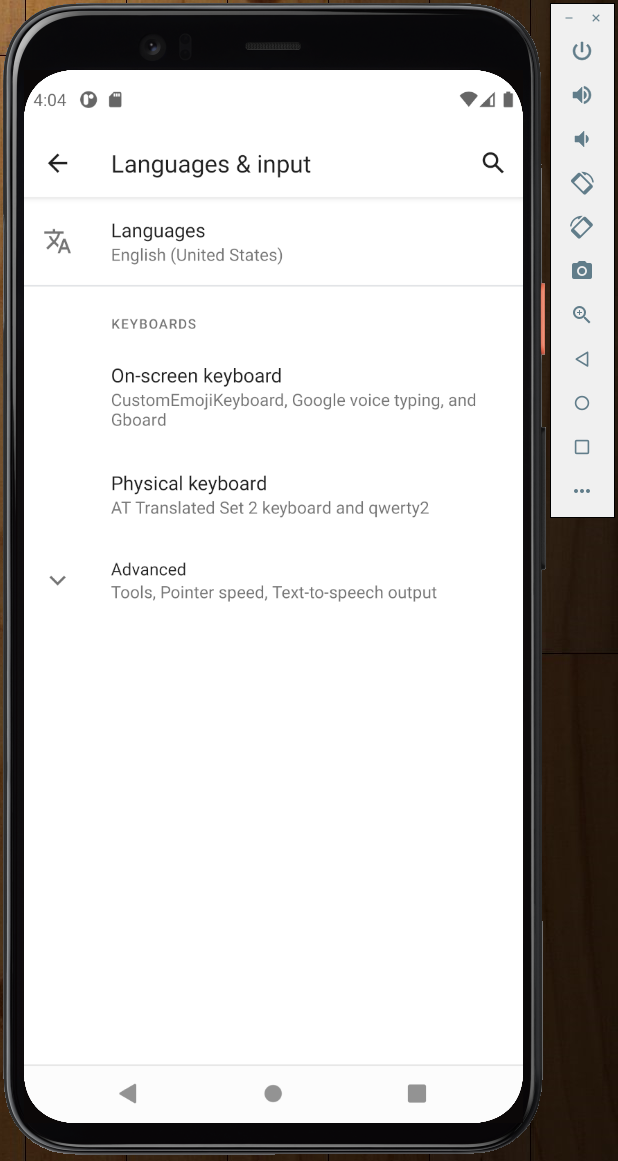 4:04
Languages & input
Languages
English (United States)
KEYBOARDS
On-screen keyboard
CustomEmojiKeyboard, Google voice typing, and
Gboard
Physical keyboard
AT Translated Set 2 keyboard and qwerty2
Advanced
Tools, Pointer speed, Text-to-speech output